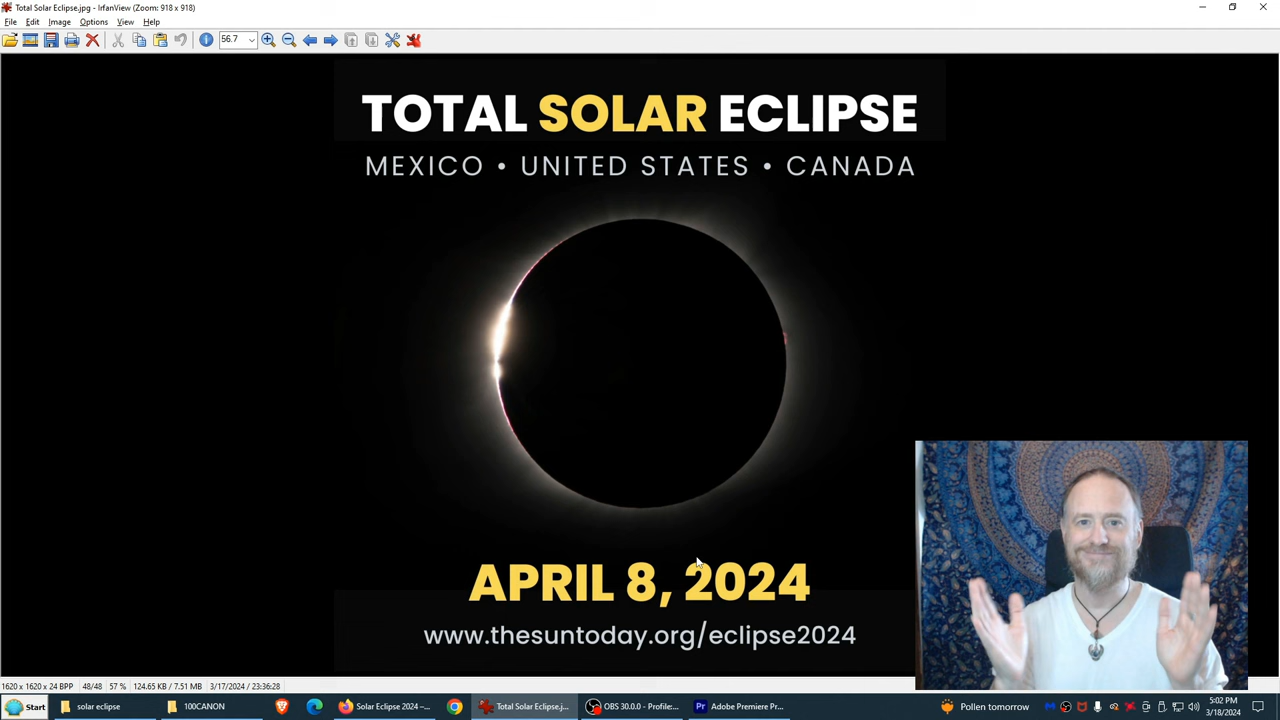 Total Solar Eclipse.jpg - IrfanView (Zoom: 918 x 918)
File Edit Image Options View Help
56.7
TOTAL SOLAR ECLIPSE
MEXICO • UNITED STATES • CANADA
APRIL 8, 2024
www.thesuntoday.org/eclipse2024
1620 x 1620 x 24 BPP 48/48 57 % 124.65 KB / 7.51 MB 3/17/2024 / 23:36:28
Start solar eclipse 100CANON Solar Eclipse 2024 –... Total Solar Eclipse.j... OBS 30.0.0 - Profile:... Adobe Premiere Pr... Pollen tomorrow 5:02 PM
3/18/2024